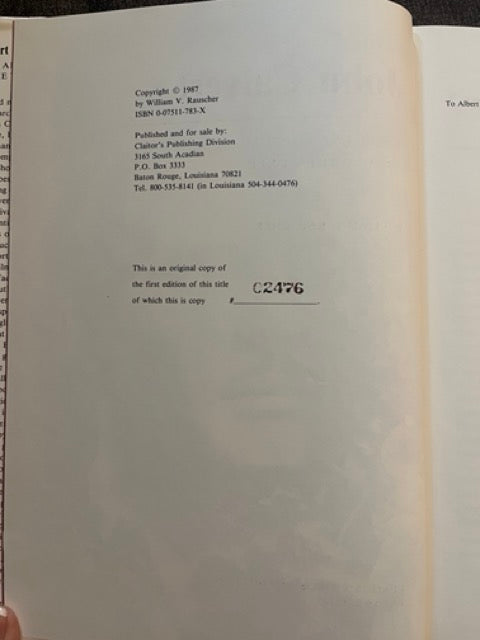 Copyright © 1987
by William V. Rauscher
ISBN 0-07511-783-X
Published and for sale by:
Claitor's Publishing Division
3165 South Acadian
P.O. Box 3333
Baton Rouge, Louisiana 70821
Tel. 800-535-8141 (in Louisiana 504-344-0476)
This is an original copy of
the first edition of this title
of which this is copy #
C2476
To Albert